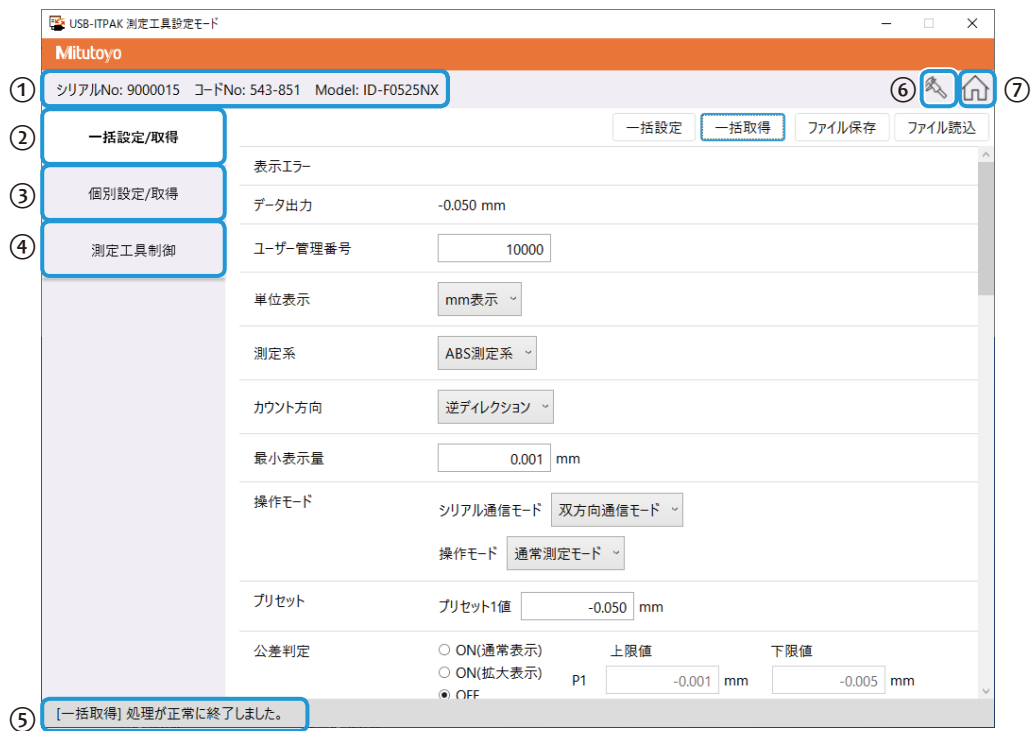 USB-ITPAK 測定工具設定モード
Mitutoyo
① シリアルNo: 9000015 コードNo: 543-851 Model: ID-F0525NX ⑥ ⑦
② 一括設定/取得
③ 個別設定/取得
④ 測定工具制御
一括設定 一括取得 ファイル保存 ファイル読込
表示エラー
データ出力 -0.050 mm
ユーザー管理番号 10000
単位表示 mm表示
測定系 ABS測定系
カウント方向 逆ディレクション
最小表示量 0.001 mm
操作モード シリアル通信モード 双方向通信モード
操作モード 通常測定モード
プリセット プリセット1値 -0.050 mm
公差判定 ON(通常表示) 上限値 下限値
ON(拡大表示) P1 -0.001 mm -0.005 mm
OFF
⑤ [一括取得] 処理が正常に終了しました。